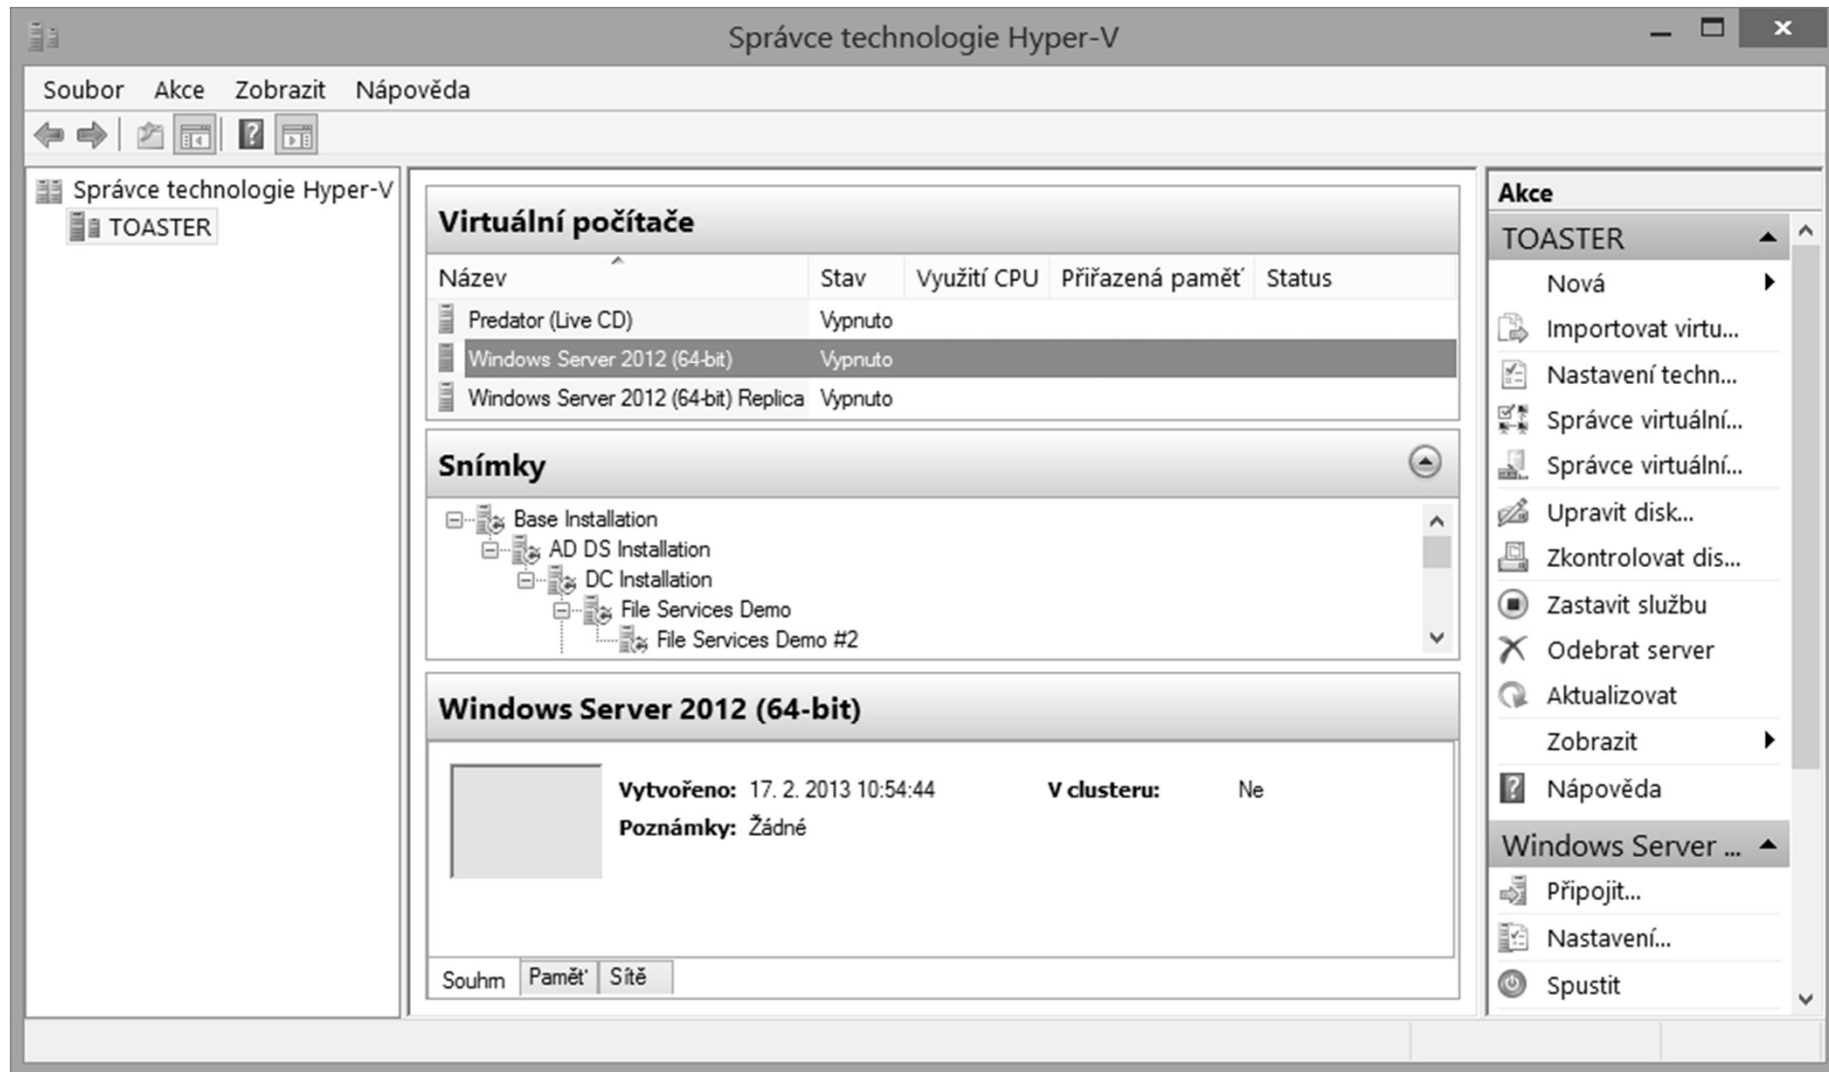 Správce technologie Hyper-V
Soubor Akce Zobrazit Nápověda
Správce technologie Hyper-V
TOASTER
Virtuální počítače
Název Stav Využití CPU Přiřazená paměť Status
Predator (Live CD) Vypnuto
Windows Server 2012 (64-bit) Vypnuto
Windows Server 2012 (64-bit) Replica Vypnuto
Snímky
Base Installation
AD DS Installation
DC Installation
File Services Demo
File Services Demo #2
Windows Server 2012 (64-bit)
Vytvořeno: 17. 2. 2013 10:54:44 V clusteru: Ne
Poznámky: Žádné
Souhrn Paměť Sítě
Akce
TOASTER
Nová
Importovat virtu...
Nastavení techn...
Správce virtuální...
Správce virtuální...
Upravit disk...
Zkontrolovat dis...
Zastavit službu
Odebrat server
Aktualizovat
Zobrazit
Nápověda
Windows Server ...
Připojit...
Nastavení...
Spustit